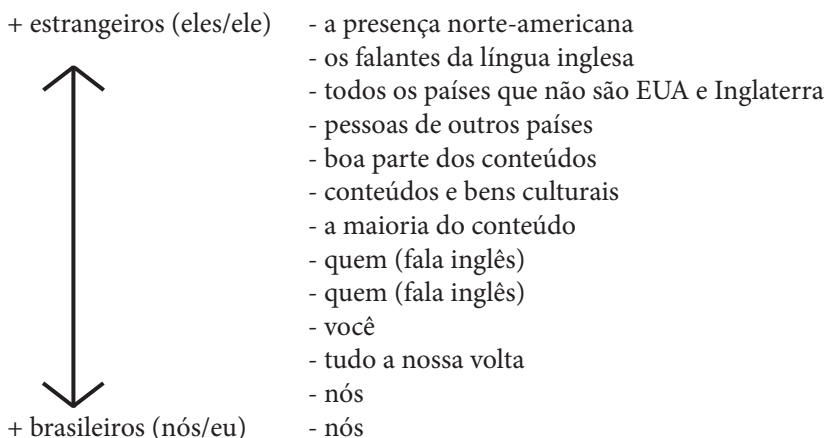 + estrangeiros (eles/ele) - a presença norte-americana
- os falantes da língua inglesa
- todos os países que não são EUA e Inglaterra
- pessoas de outros países
- boa parte dos conteúdos
- conteúdos e bens culturais
- a maioria do conteúdo
- quem (fala inglês)
- quem (fala inglês)
- você
- tudo a nossa volta
- nós
+ brasileiros (nós/eu) - nós